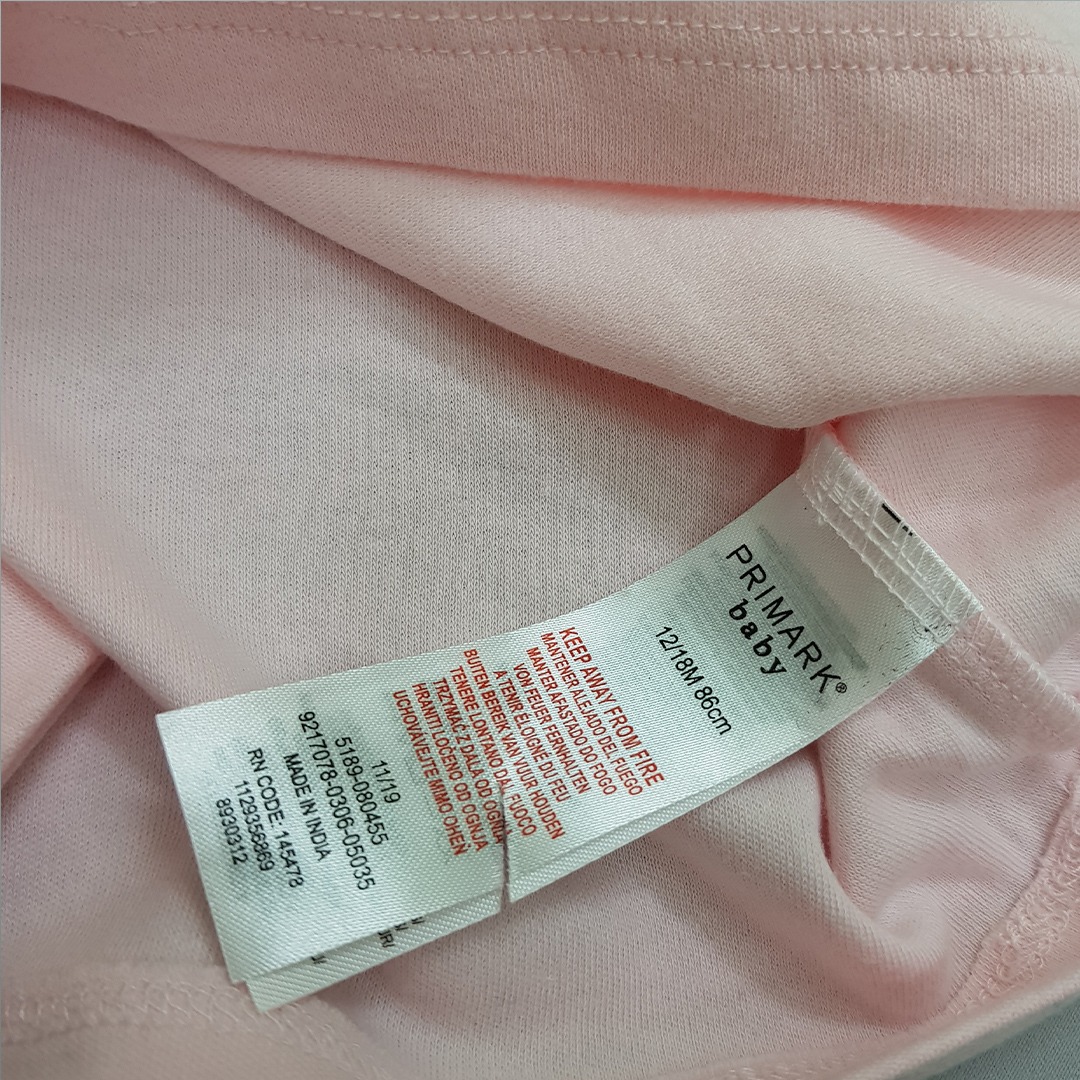 PRIMARK®
baby
12/18M 86cm
KEEP AWAY FROM FIRE
MANTENER ALEJADO DEL FUEGO
MANTER AFASTADO DO FOGO
VON FEUER FERNHALTEN
A TENIR ÉLOIGNÉ DU FEU
BUITEN BEREIK VAN VUUR HOUDEN
TENERE LONTANO DAL FUOCO
TRZYMAĆ Z DALA OD OGNIA
HRANITI LOČENO OD OGNJA
UCHOVÁVEJTE MIMO OHEŇ
11/19
5189-080455
9217078-0306-05035
MADE IN INDIA
RN CODE: 145473
1129356869
8930312